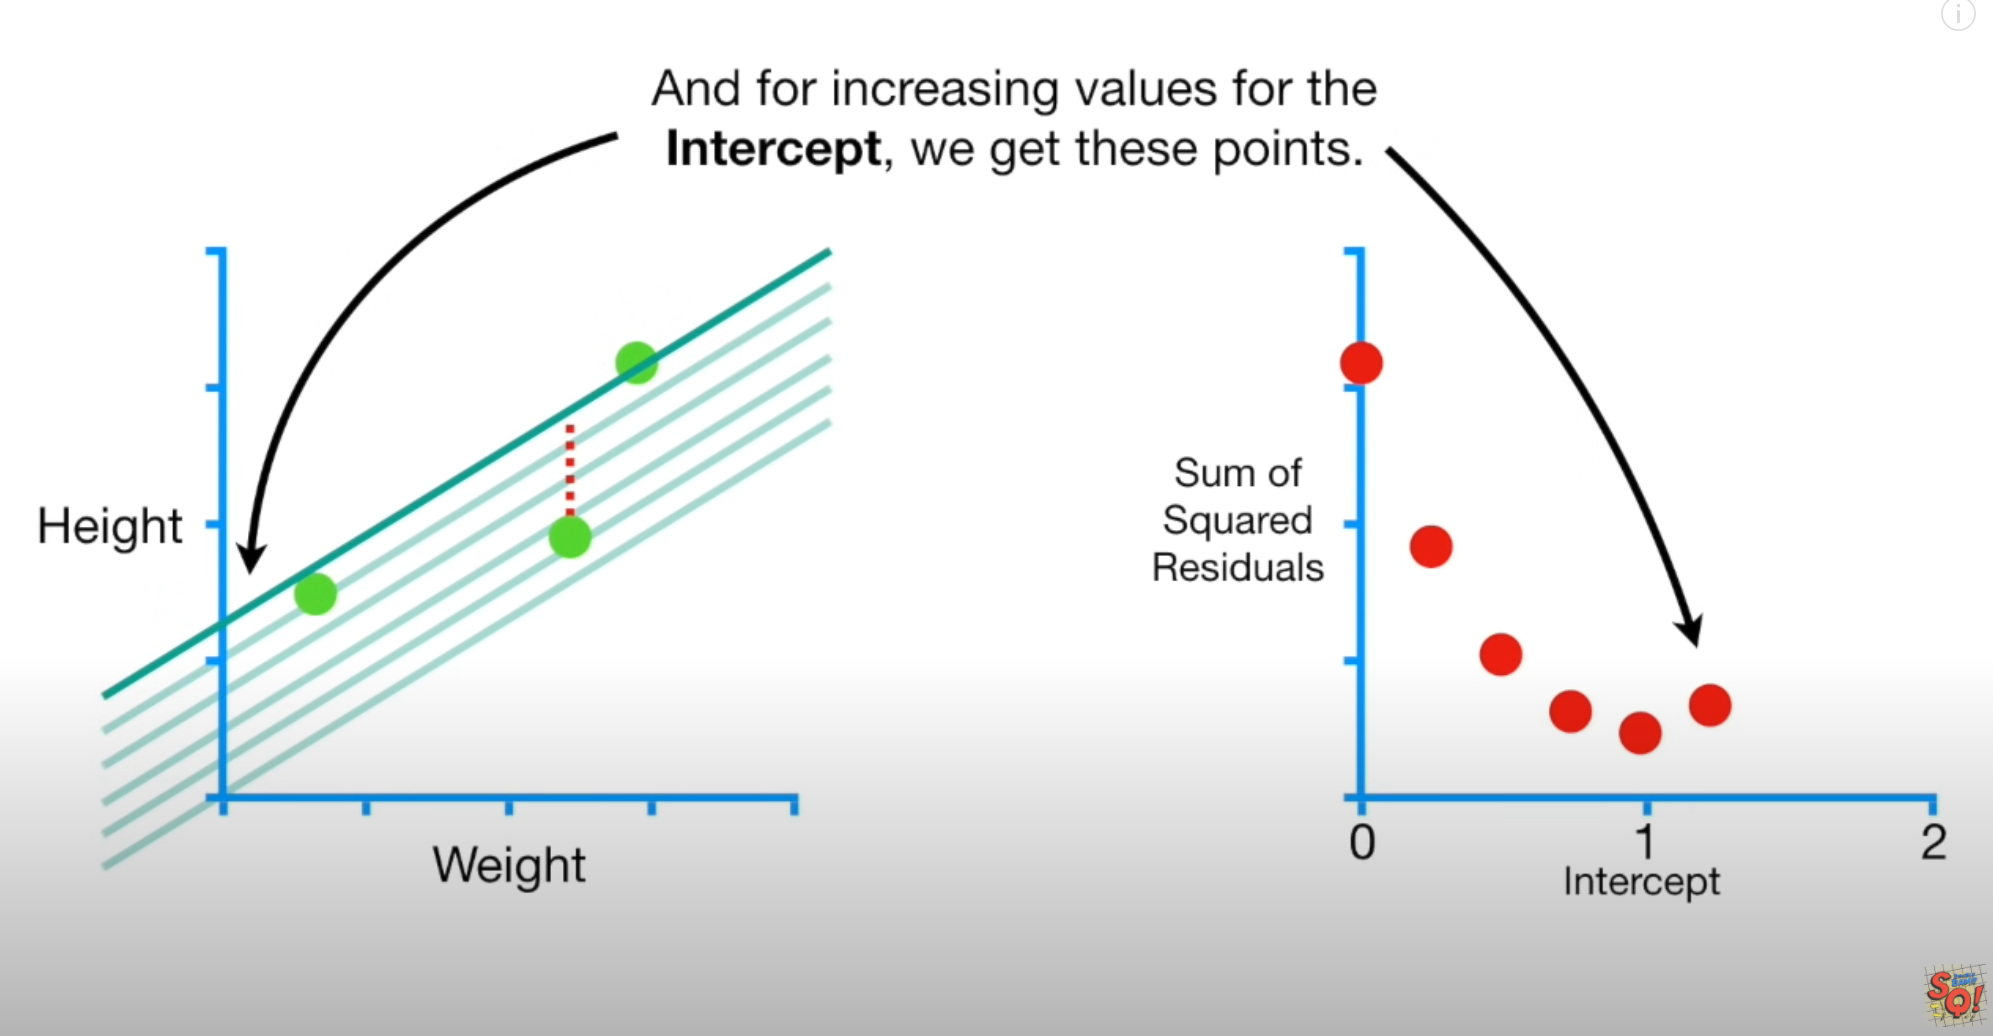 And for increasing values for the
Intercept, we get these points.
Height
Weight
Sum of
Squared
Residuals
0
1
2
Intercept
SQ!